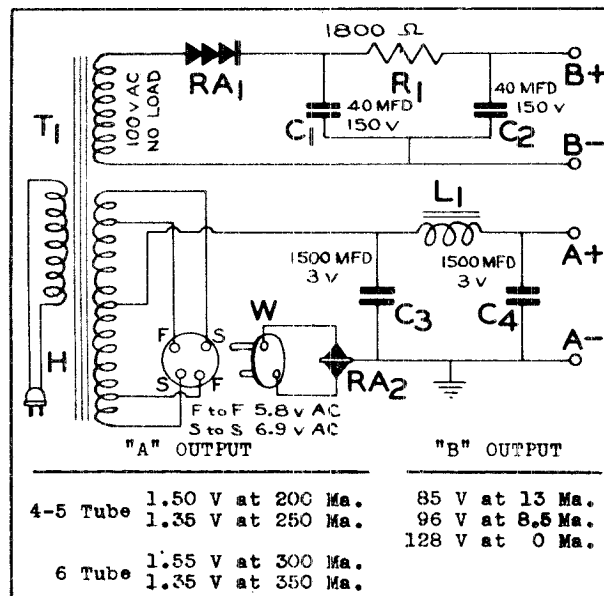 1800 Ω
RA1
R1
B+
100 V AC
NO LOAD
40 MFD
150 V
C1
40 MFD
150 V
C2
B-
T1
L1
A+
1500 MFD
3 V
C3
1500 MFD
3 V
C4
A-
H
F
S
S
F
W
RA2
F to F 5.8 v AC
S to S 6.9 v AC
"A" OUTPUT
"B" OUTPUT
4-5 Tube
1.50 V at 200 Ma.
1.35 V at 250 Ma.
6 Tube
1.55 V at 300 Ma.
1.35 V at 350 Ma.
85 V at 13 Ma.
96 V at 8.5 Ma.
128 V at 0 Ma.